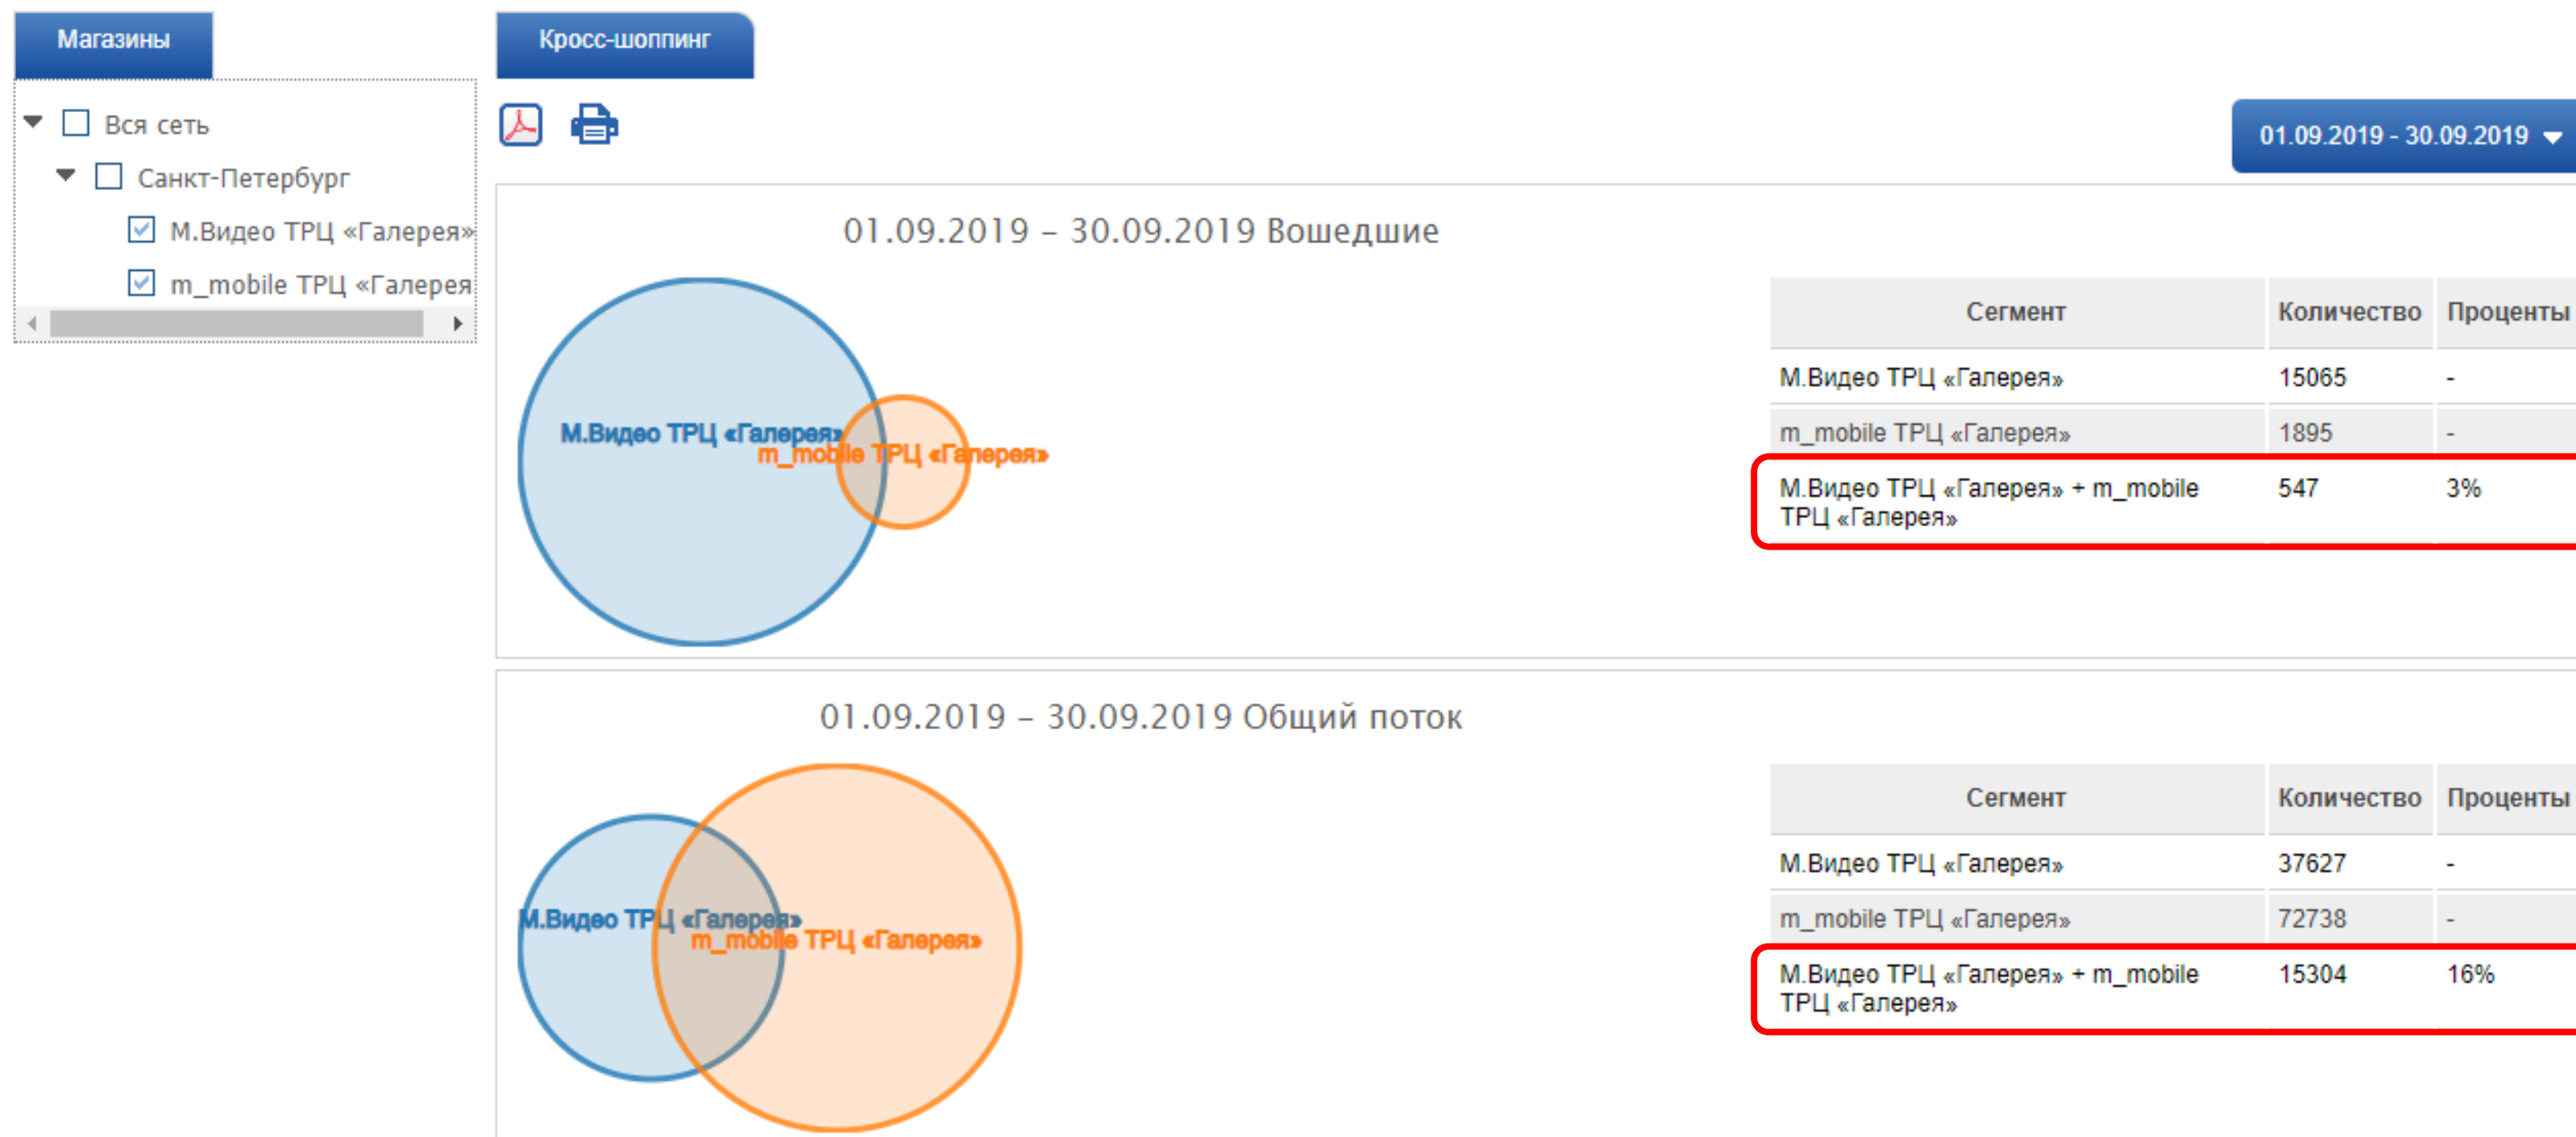 Магазины
Кросс-шоппинг
Вся сеть
Санкт-Петербург
М.Видео ТРЦ «Галерея»
m_mobile ТРЦ «Галерея
01.09.2019 - 30.09.2019
01.09.2019 – 30.09.2019 Вошедшие
М.Видео ТРЦ «Галерея»
m_mobile ТРЦ «Галерея»
Сегмент Количество Проценты
М.Видео ТРЦ «Галерея» 15065 -
m_mobile ТРЦ «Галерея» 1895 -
М.Видео ТРЦ «Галерея» + m_mobile 547 3%
ТРЦ «Галерея»
01.09.2019 – 30.09.2019 Общий поток
М.Видео ТРЦ «Галерея»
m_mobile ТРЦ «Галерея»
Сегмент Количество Проценты
М.Видео ТРЦ «Галерея» 37627 -
m_mobile ТРЦ «Галерея» 72738 -
М.Видео ТРЦ «Галерея» + m_mobile 15304 16%
ТРЦ «Галерея»